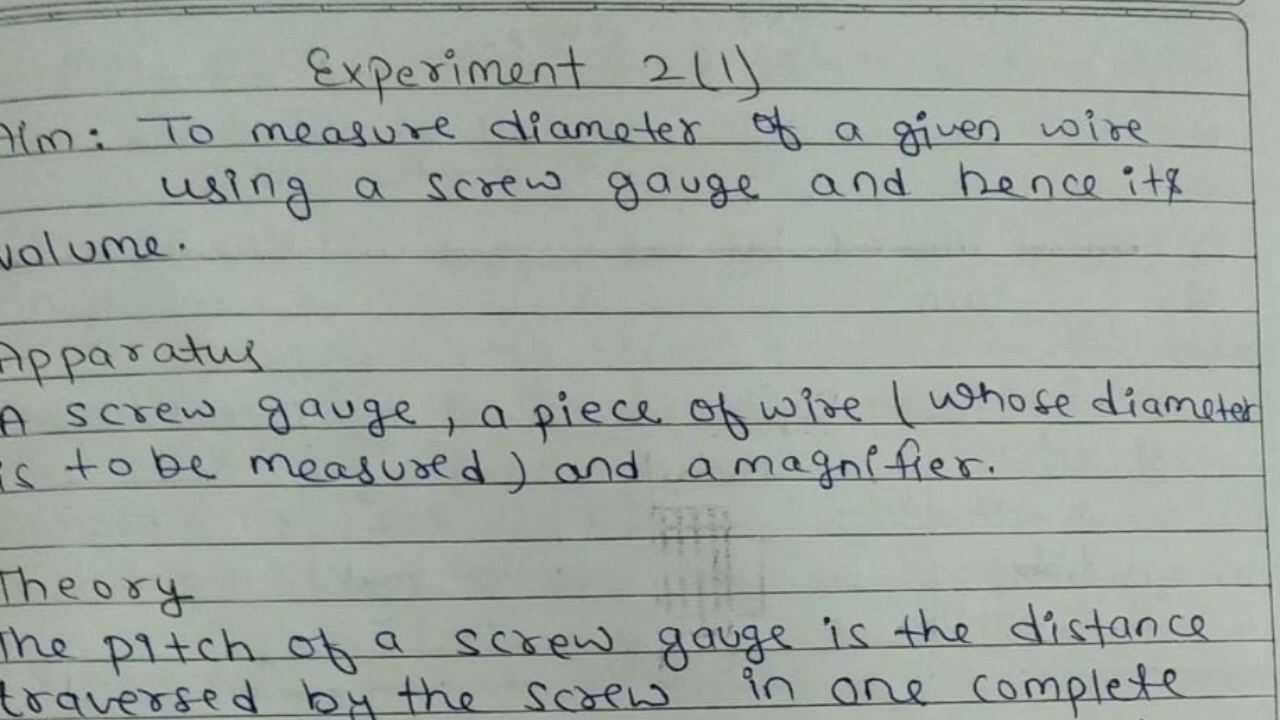 Experiment 2(1)
Aim: To measure diameter of a given wire
using a screw gauge and hence its
volume.
Apparatus
A screw gauge, a piece of wire (whose diameter
is to be measured) and a magnifier.
Theory
The pitch of a screw gauge is the distance
traversed by the screw in one complete